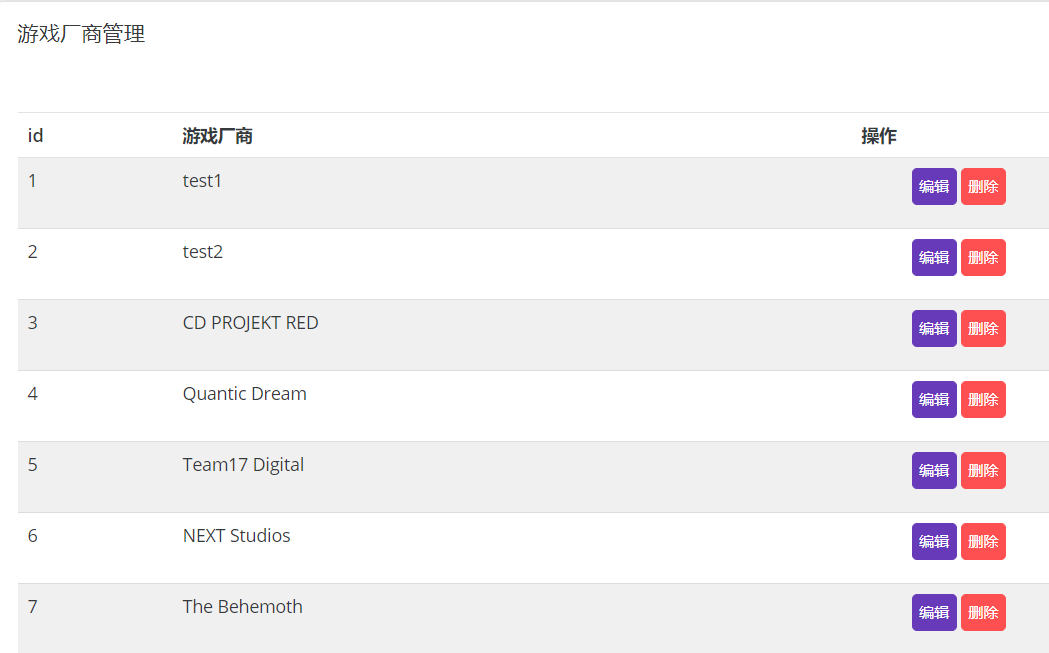 游戏厂商管理
id 游戏厂商 操作
1 test1 编辑 删除
2 test2 编辑 删除
3 CD PROJEKT RED 编辑 删除
4 Quantic Dream 编辑 删除
5 Team17 Digital 编辑 删除
6 NEXT Studios 编辑 删除
7 The Behemoth 编辑 删除